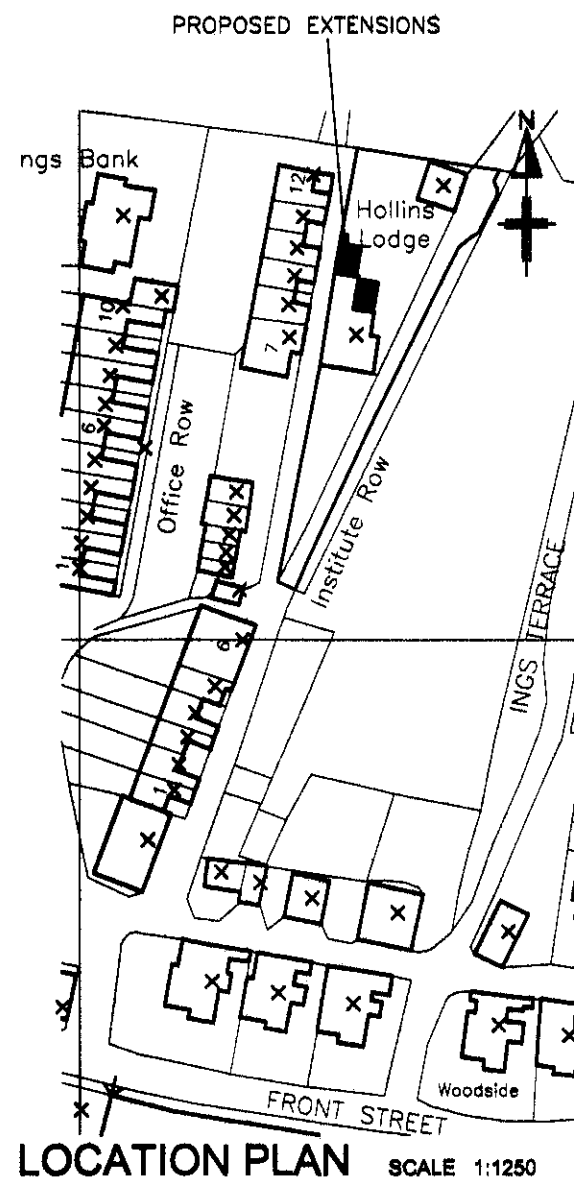 PROPOSED EXTENSIONS
N
ngs Bank
12
Hollins
Lodge
10
7
6
Office Row
1
Institute Row
6
INGS TERRACE
1
Woodside
FRONT STREET
LOCATION PLAN SCALE 1:1250